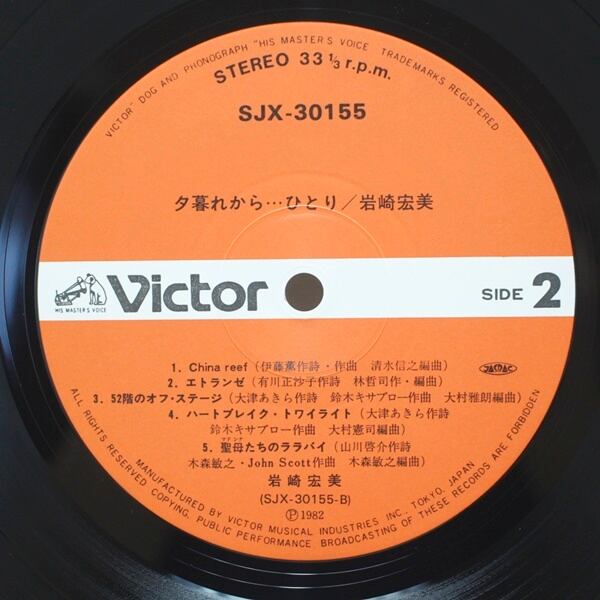 VICTOR" DOG AND PHONOGRAPH "HIS MASTER'S VOICE" TRADEMARKS REGISTERED
STEREO 33 ⅓ r.p.m.
SJX-30155
夕暮れから…ひとり／岩崎宏美
Victor
HIS MASTER'S VOICE
SIDE 2
1. China reef（伊藤薫作詩・作曲 清水信之編曲）
2. エトランゼ（有川正沙子作詩 林哲司作・編曲）
3. 52階のオフ・ステージ（大津あきら作詩 鈴木キサブロー作曲 大村雅朗編曲）
4. ハートブレイク・トワイライト（大津あきら作詩
鈴木キサブロー作曲 大村憲司編曲）
マドンナ
5. 聖母たちのララバイ（山川啓介作詩
木森敏之・John Scott作曲 木森敏之編曲）
JASRAC
岩崎宏美
(SJX-30155-B)
Ⓟ1982
ALL RIGHTS RESERVED. COPYING, PUBLIC PERFORMANCE BROADCASTING OF THESE RECORDS ARE FORBIDDEN
MANUFACTURED BY VICTOR MUSICAL INDUSTRIES INC. TOKYO, JAPAN